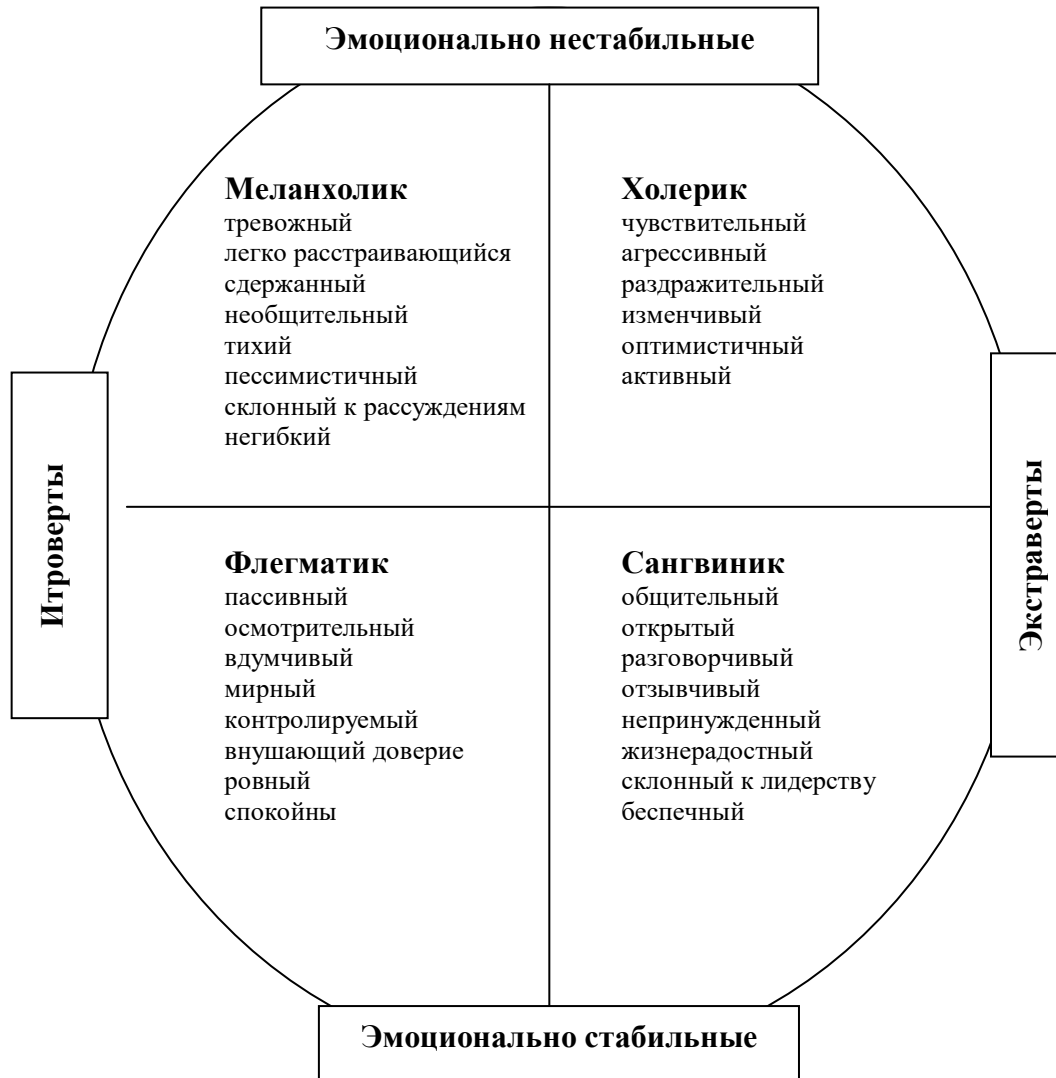 Эмоционально нестабильные
Меланхолик
тревожный
легко расстраивающийся
сдержанный
необщительный
тихий
пессимистичный
склонный к рассуждениям
негибкий
Холерик
чувствительный
агрессивный
раздражительный
изменчивый
оптимистичный
активный
Итроверты
Экстраверты
Флегматик
пассивный
осмотрительный
вдумчивый
мирный
контролируемый
внушающий доверие
ровный
спокойны
Сангвиник
общительный
открытый
разговорчивый
отзывчивый
непринужденный
жизнерадостный
склонный к лидерству
беспечный
Эмоционально стабильные